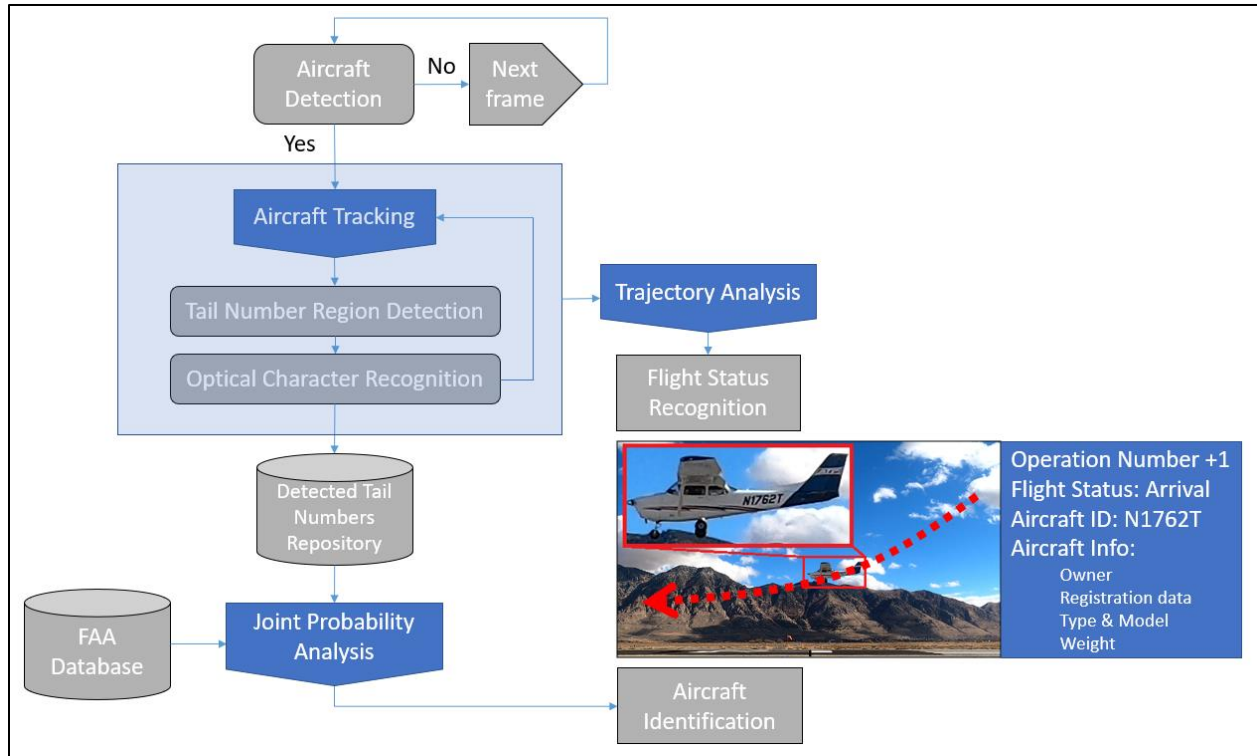 Aircraft
Detection
No
Next
frame
Yes
Aircraft Tracking
Tail Number Region Detection
Optical Character Recognition
Trajectory Analysis
Flight Status
Recognition
Detected Tail
Numbers
Repository
FAA
Database
Joint Probability
Analysis
N1762T
Operation Number +1
Flight Status: Arrival
Aircraft ID: N1762T
Aircraft Info:
Owner
Registration data
Type & Model
Weight
Aircraft
Identification